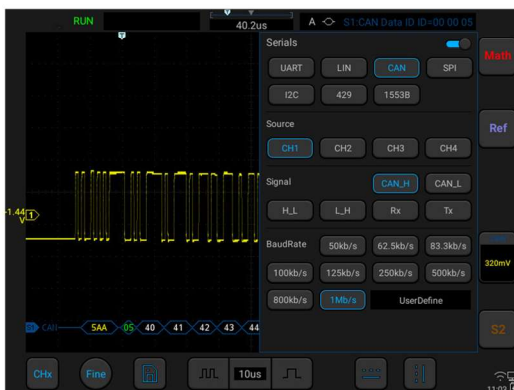 RUN 40.2us A S1:CAN Data ID ID=00 00 05
Serials
Math
UART LIN CAN SPI
I2C 429 1553B
Source
Ref
CH1 CH2 CH3 CH4
Signal CAN_H CAN_L
-1.44 V 1
H_L L_H Rx Tx
BaudRate 50kb/s 62.5kb/s 83.3kb/s
320mV
100kb/s 125kb/s 250kb/s 500kb/s
800kb/s 1Mb/s UserDefine
S1 CAN 5AA 05 40 41 42 43 44
S2
CHx Fine 10us
11:03